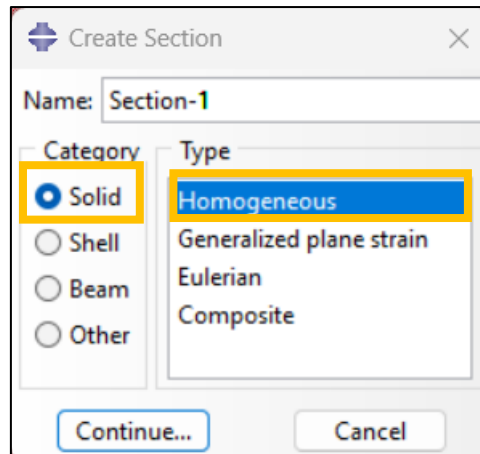 Create Section
Name: Section-1
Category
Type
Solid
Shell
Beam
Other
Homogeneous
Generalized plane strain
Eulerian
Composite
Continue...
Cancel